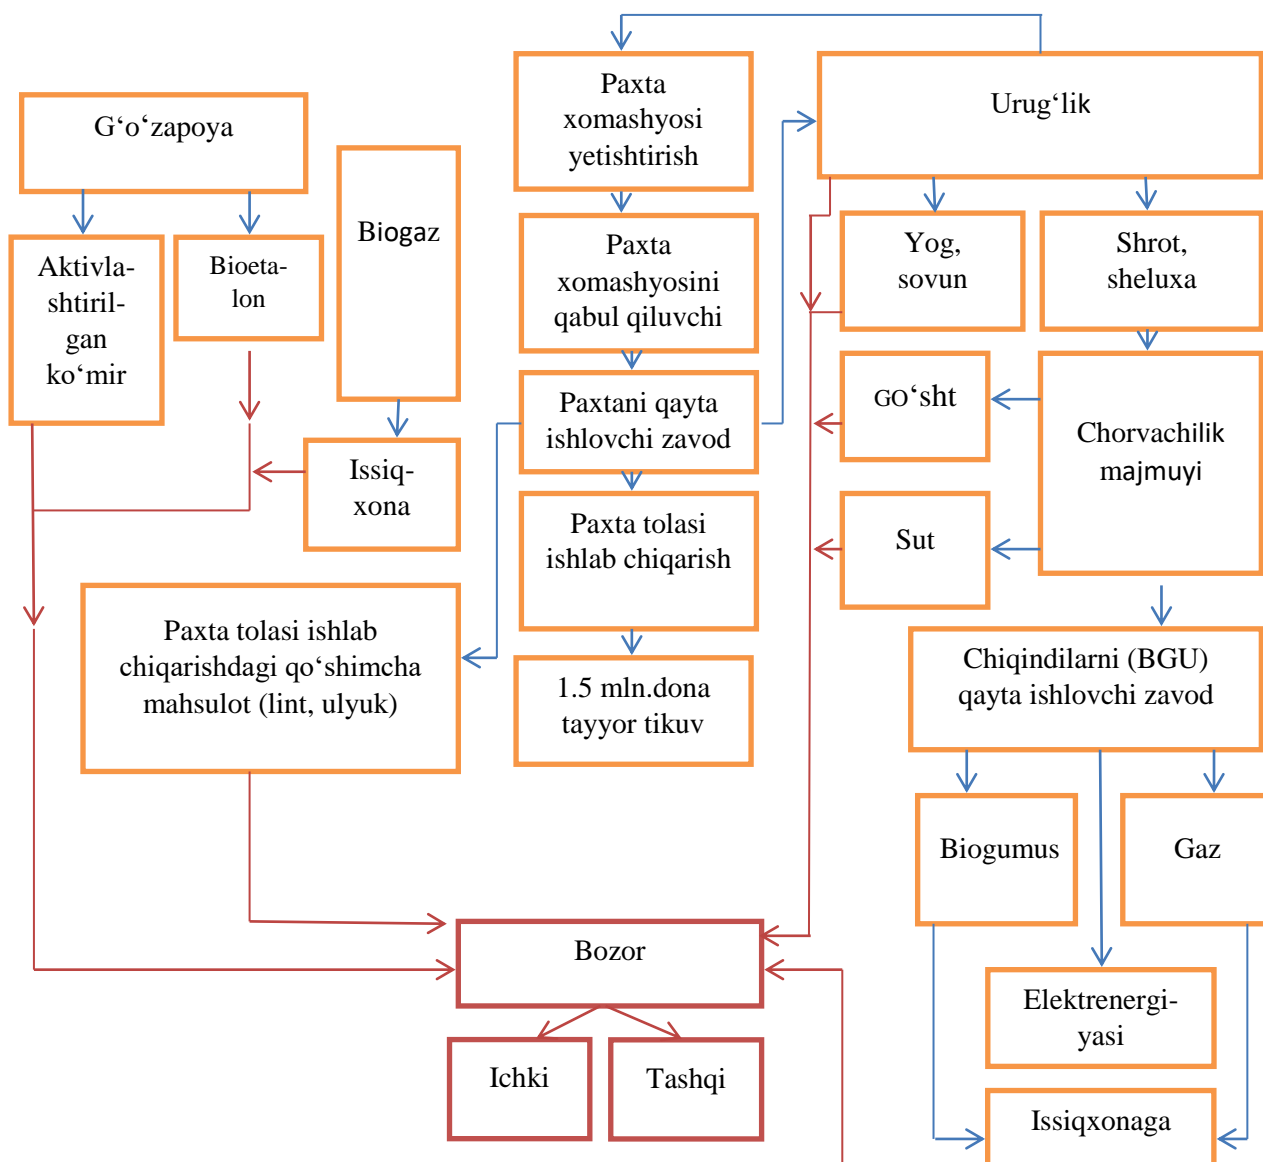 Paxta
xomashyosi
yetishtirish
Urug‘lik
G‘o‘zapoya
Biogaz
Aktivla-
shtiril-
gan
ko‘mir
Bioeta-
lon
Paxta
xomashyosini
qabul qiluvchi
Yog,
sovun
Shrot,
sheluxa
Paxtani qayta
ishlovchi zavod
GO‘sht
Chorvachilik
majmuyi
Issiq-
xona
Paxta tolasi
ishlab chiqarish
Sut
Paxta tolasi ishlab
chiqarishdagi qo‘shimcha
mahsulot (lint, ulyuk)
1.5 mln.dona
tayyor tikuv
Chiqindilarni (BGU)
qayta ishlovchi zavod
Biogumus
Gaz
Bozor
Elektrenergi-
yasi
Ichki
Tashqi
Issiqxonaga